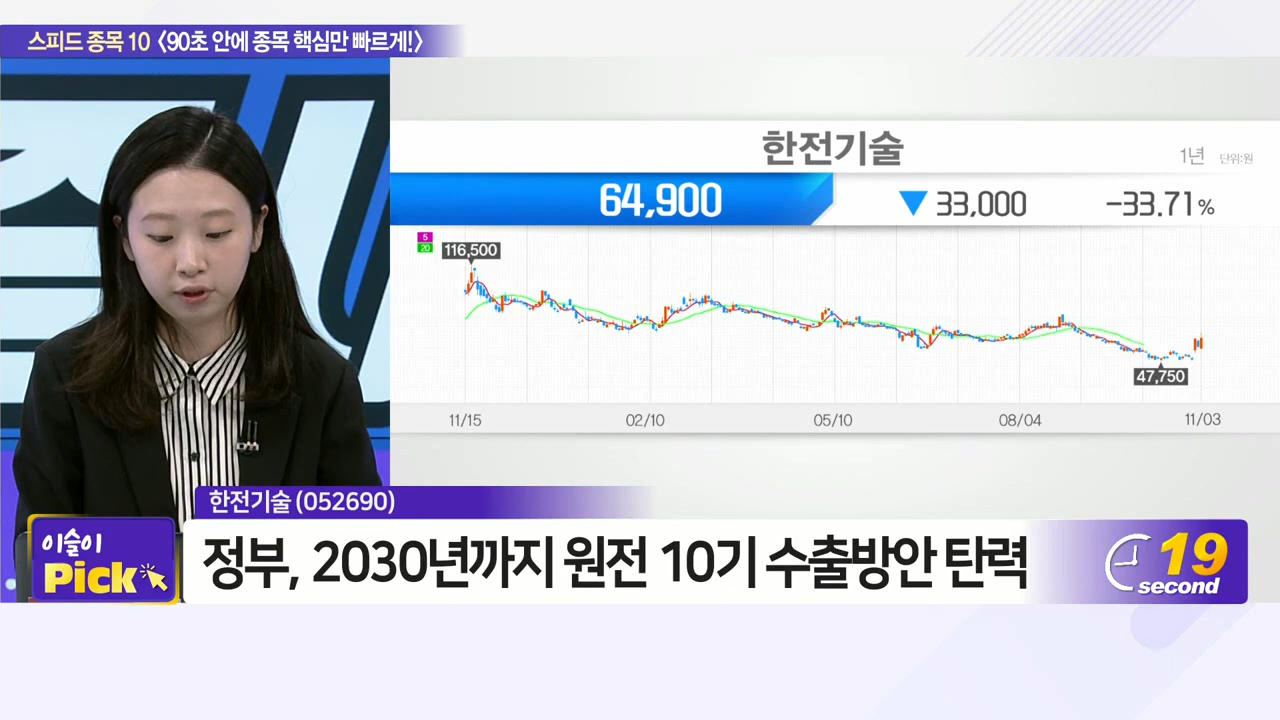 스피드 종목 10 <90초 안에 종목 핵심만 빠르게!>
한전기술
1년 단위:원
64,900 ▼ 33,000 -33.71%
5
20
116,500
47,750
11/15 02/10 05/10 08/04 11/03
한전기술 (052690)
이슬이
Pick
정부, 2030년까지 원전 10기 수출방안 탄력
19
second